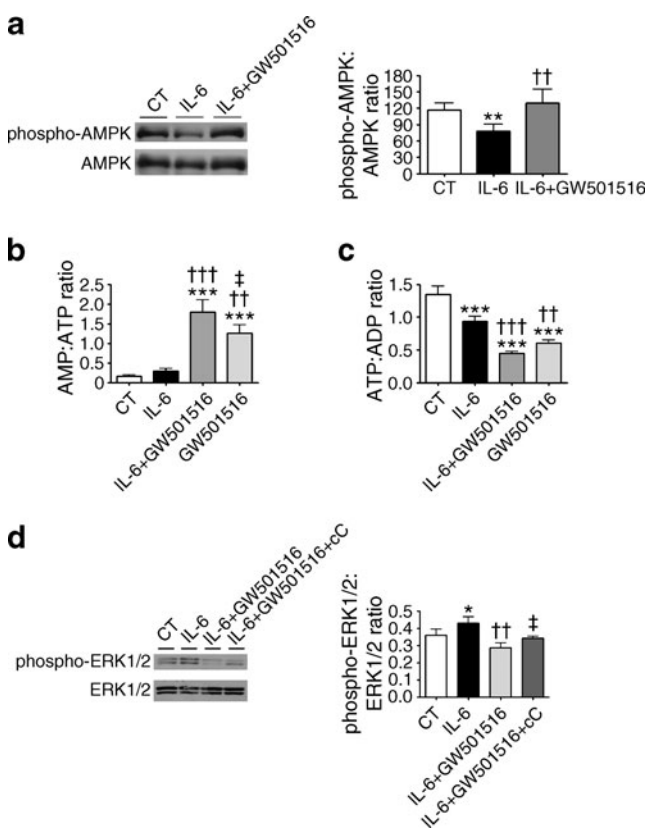 a
CT
IL-6
IL-6+GW501516
phospho-AMPK
AMPK
phospho-AMPK:
AMPK ratio
180
150
120
90
60
30
0
**
††
CT
IL-6
IL-6+GW501516
b
AMP:ATP ratio
2.5
2.0
1.5
1.0
0.5
0.0
†††
***
‡
††
***
CT
IL-6
IL-6+GW501516
GW501516
c
ATP:ADP ratio
1.5
1.0
0.5
0.0
***
†††
***
††
***
CT
IL-6
IL-6+GW501516
GW501516
d
CT
IL-6
IL-6+GW501516
IL-6+GW501516+cC
phospho-ERK1/2
ERK1/2
phospho-ERK1/2:
ERK1/2 ratio
0.5
0.4
0.3
0.2
0.1
0.0
*
††
‡
CT
IL-6
IL-6+GW501516
IL-6+GW501516+cC